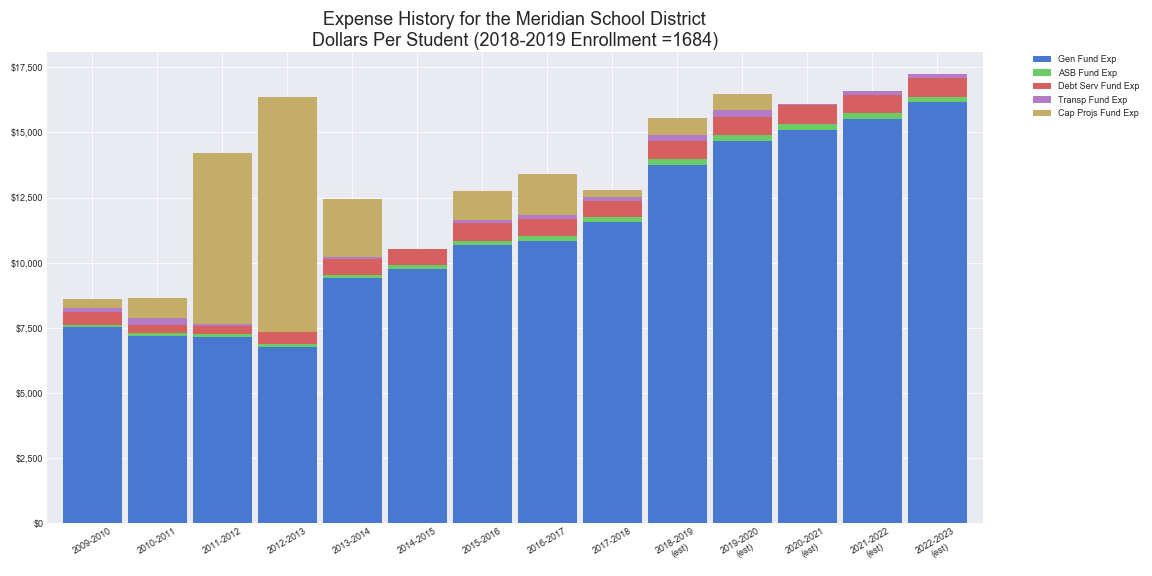 Expense History for the Meridian School District
Dollars Per Student (2018-2019 Enrollment =1684)
$17,500
$15,000
$12,500
$10,000
$7,500
$5,000
$2,500
$0
2009-2010
2010-2011
2011-2012
2012-2013
2013-2014
2014-2015
2015-2016
2016-2017
2017-2018
2018-2019
(est)
2019-2020
(est)
2020-2021
(est)
2021-2022
(est)
2022-2023
(est)
Gen Fund Exp
ASB Fund Exp
Debt Serv Fund Exp
Transp Fund Exp
Cap Projs Fund Exp